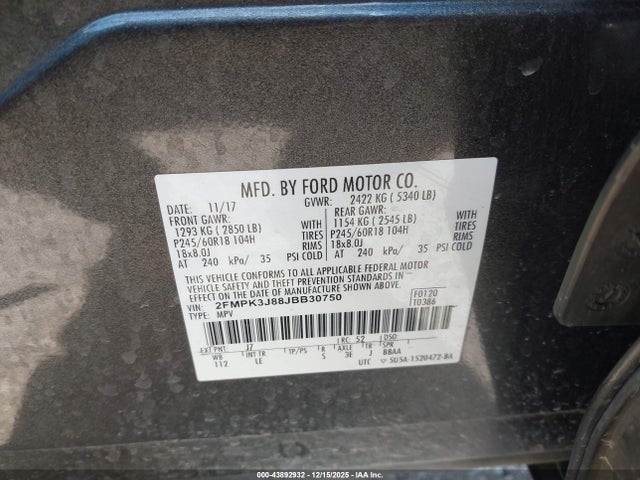 MFD. BY FORD MOTOR CO.
DATE: 11/17 GVWR: 2422 KG ( 5340 LB)
FRONT GAWR: REAR GAWR:
1293 KG ( 2850 LB) 1154 KG ( 2545 LB)
P245/60R18 104H TIRES P245/60R18 104H TIRES
18x8.0J RIMS 18x8.0J RIMS
AT 240 kPa/ 35 PSI COLD AT 240 kPa/ 35 PSI COLD
THIS VEHICLE CONFORMS TO ALL APPLICABLE FEDERAL MOTOR
VEHICLE SAFETY AND THEFT PREVENTION STANDARDS IN EFFECT
ON THE DATE OF MANUFACTURE SHOWN ABOVE.
VIN: 2FMPK3J88JBB30750 F0120
TYPE: MPV T0386
EXT PNT: J7 RC: 52 DSO:
WB INT TR TP/PS R AXLE TR SPR
112 LE S 3E J BBAA
UTC SU5A-1520472-BA
00-43892932 - 12/15/2025 - IAA Inc.